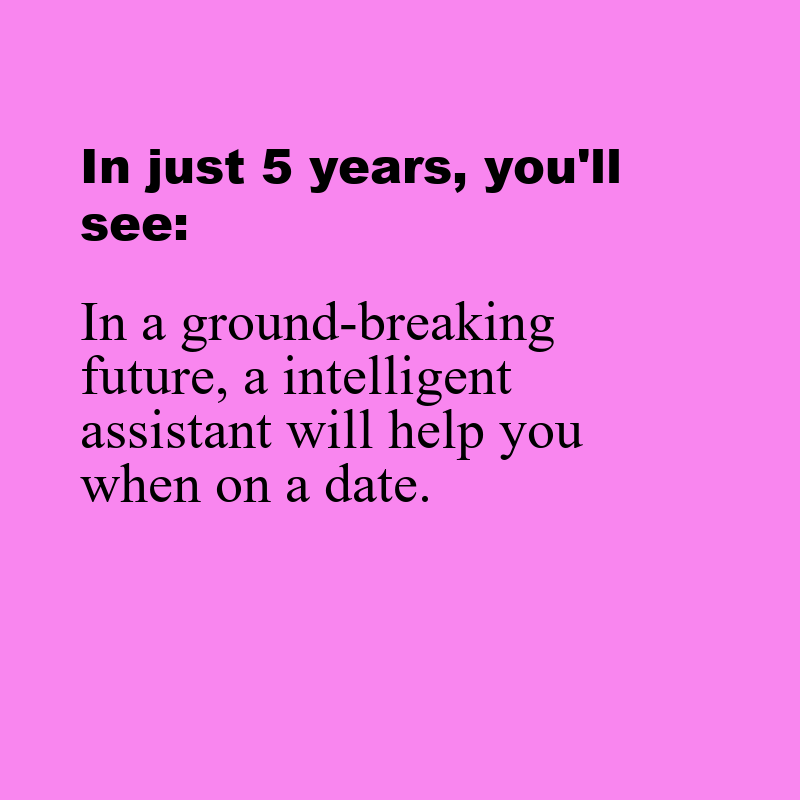 In just 5 years, you'll
see:
In a ground-breaking
future, a intelligent
assistant will help you
when on a date.